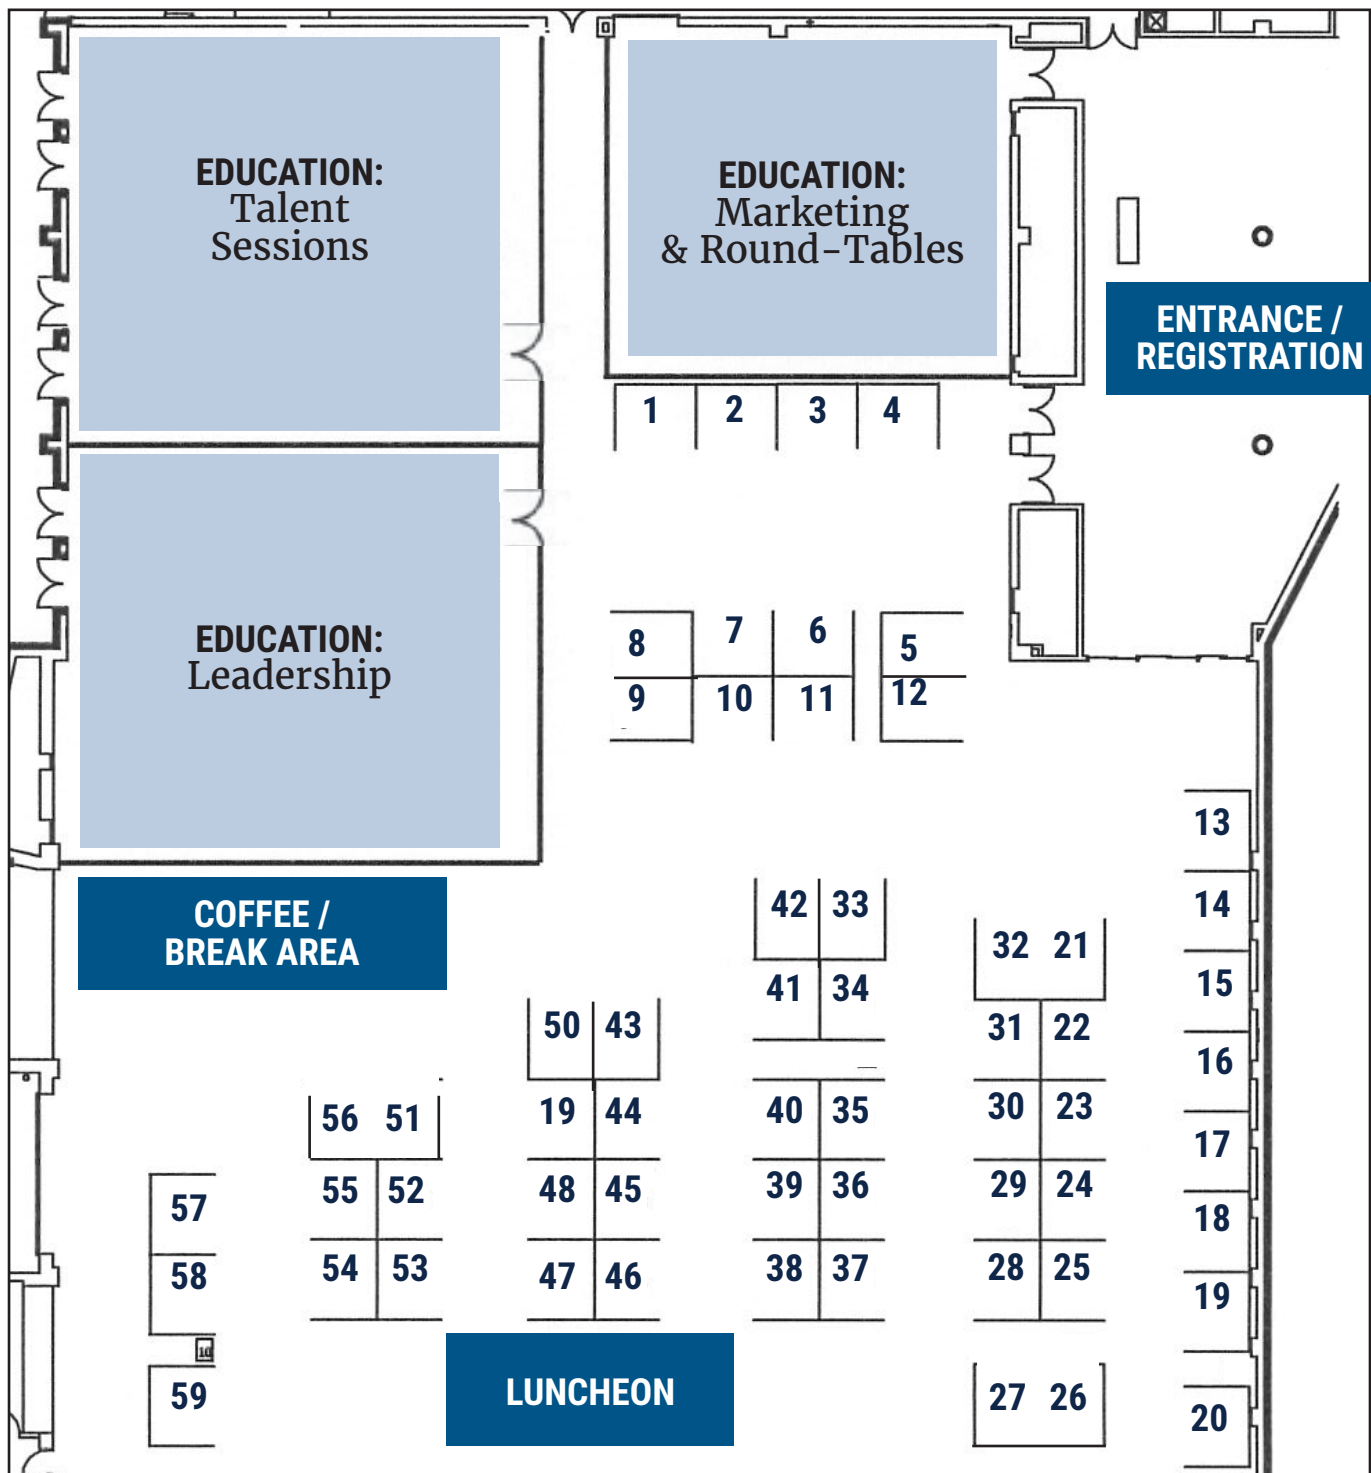 EDUCATION:
Talent
Sessions
EDUCATION:
Marketing
& Round-Tables
ENTRANCE /
REGISTRATION
1 2 3 4
EDUCATION:
Leadership
8 7 6 5
9 10 11 12
13
14
15
16
17
18
19
20
COFFEE /
BREAK AREA
42 33
41 34
40 35
39 36
38 37
32 21
31 22
30 23
29 24
28 25
27 26
50 43
19 44
48 45
47 46
56 51
55 52
54 53
57
58
10
59
LUNCHEON